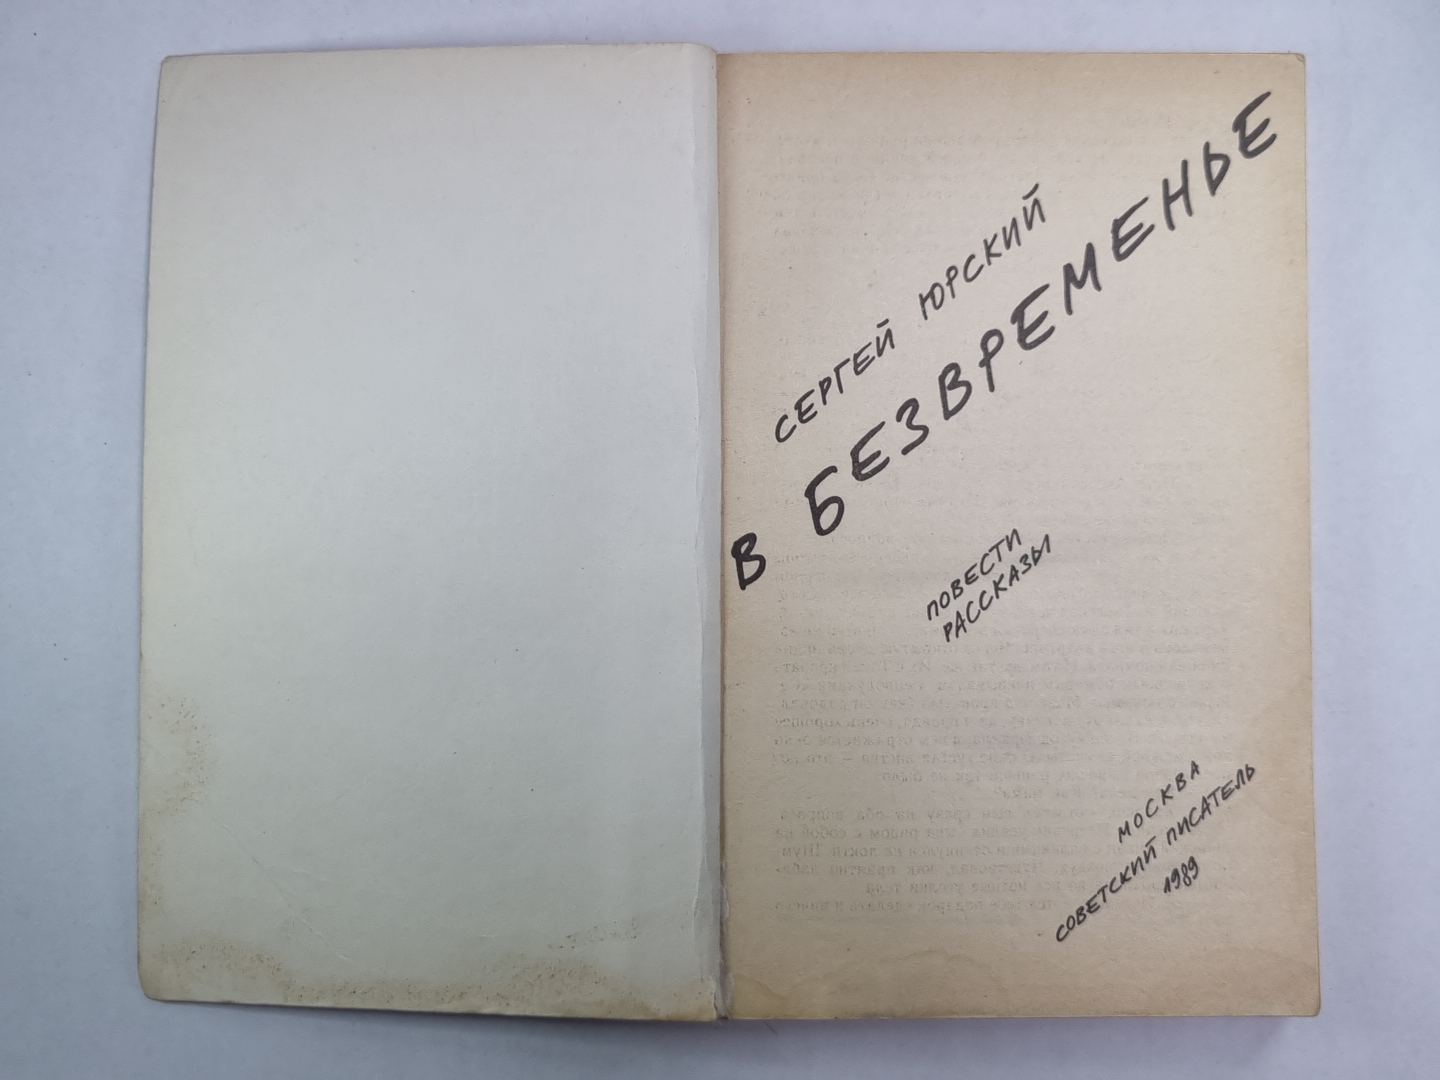 СЕРГЕЙ ЮРСКИЙ
В БЕЗВРЕМЕНЬЕ
ПОВЕСТИ
РАССКАЗЫ
МОСКВА
СОВЕТСКИЙ ПИСАТЕЛЬ
1989